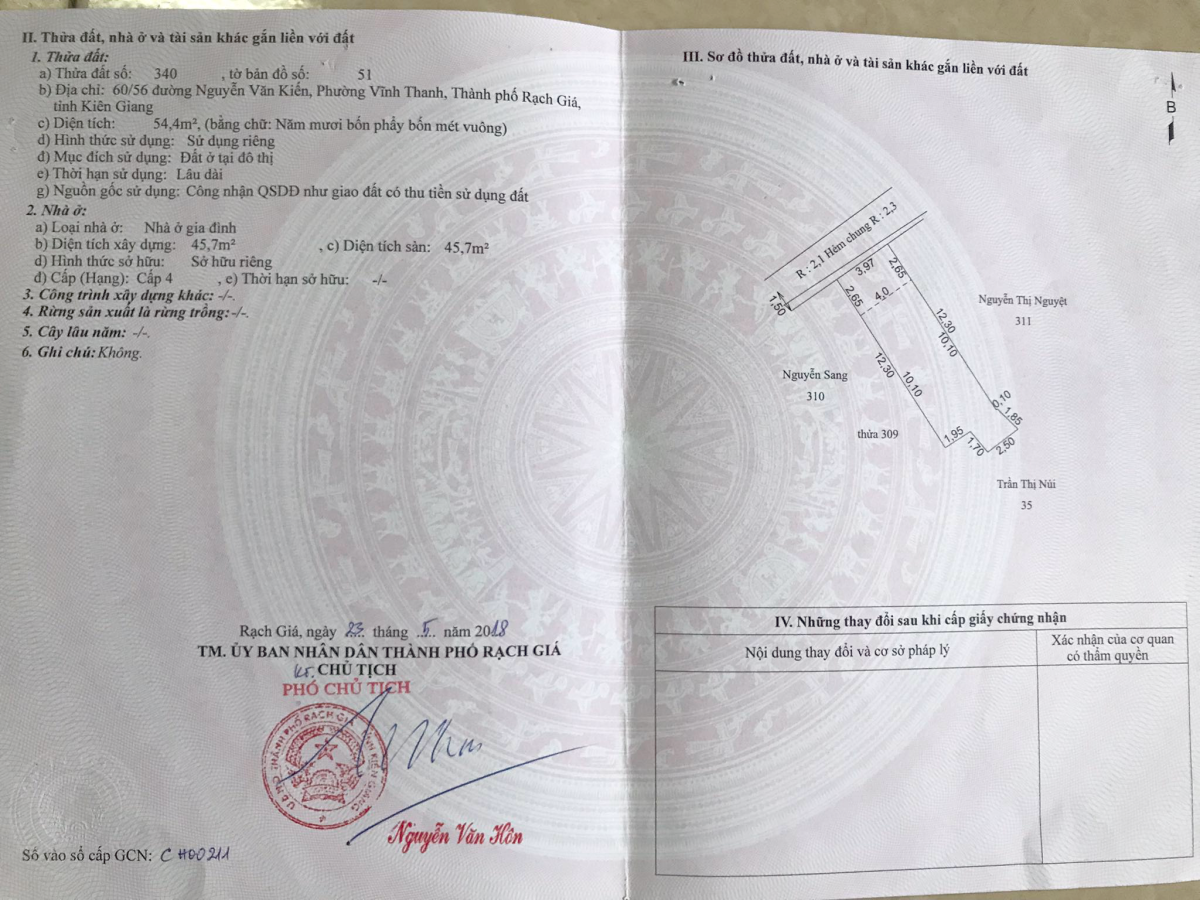 II. Thửa đất, nhà ở và tài sản khác gắn liền với đất
1. Thửa đất:
a) Thửa đất số: 340 , tờ bản đồ số: 51
b) Địa chỉ: 60/56 đường Nguyễn Văn Kiến, Phường Vĩnh Thanh, Thành phố Rạch Giá,
tỉnh Kiên Giang
c) Diện tích: 54,4m², (bằng chữ: Năm mươi bốn phẩy bốn mét vuông)
d) Hình thức sử dụng: Sử dụng riêng
đ) Mục đích sử dụng: Đất ở tại đô thị
e) Thời hạn sử dụng: Lâu dài
g) Nguồn gốc sử dụng: Công nhận QSDĐ như giao đất có thu tiền sử dụng đất
2. Nhà ở:
a) Loại nhà ở: Nhà ở gia đình
b) Diện tích xây dựng: 45,7m² , c) Diện tích sàn: 45,7m²
d) Hình thức sở hữu: Sở hữu riêng
đ) Cấp (Hạng): Cấp 4 , e) Thời hạn sở hữu: -/-
3. Công trình xây dựng khác: -/-.
4. Rừng sản xuất là rừng trồng:-/-.
5. Cây lâu năm: -/-.
6. Ghi chú: Không.
Rạch Giá, ngày 23 tháng 5 năm 2018
TM. ỦY BAN NHÂN DÂN THÀNH PHỐ RẠCH GIÁ
KT. CHỦ TỊCH
PHÓ CHỦ TỊCH
U.B.N.D THÀNH PHỐ RẠCH GIÁ TỈNH KIÊN GIANG
Nguyễn Văn Hôn
Số vào sổ cấp GCN: CH00211
III. Sơ đồ thửa đất, nhà ở và tài sản khác gắn liền với đất
B
R : 2,1 Hẻm chung R : 2,3
1,50
3,97
2,65
2,65
4,0
Nguyễn Thị Nguyệt
311
12,30
10,10
12,30
10,10
Nguyễn Sang
310
0,10
1,85
thửa 309
1,95
1,70
2,50
Trần Thị Núi
35
IV. Những thay đổi sau khi cấp giấy chứng nhận
Nội dung thay đổi và cơ sở pháp lý
Xác nhận của cơ quan
có thẩm quyền